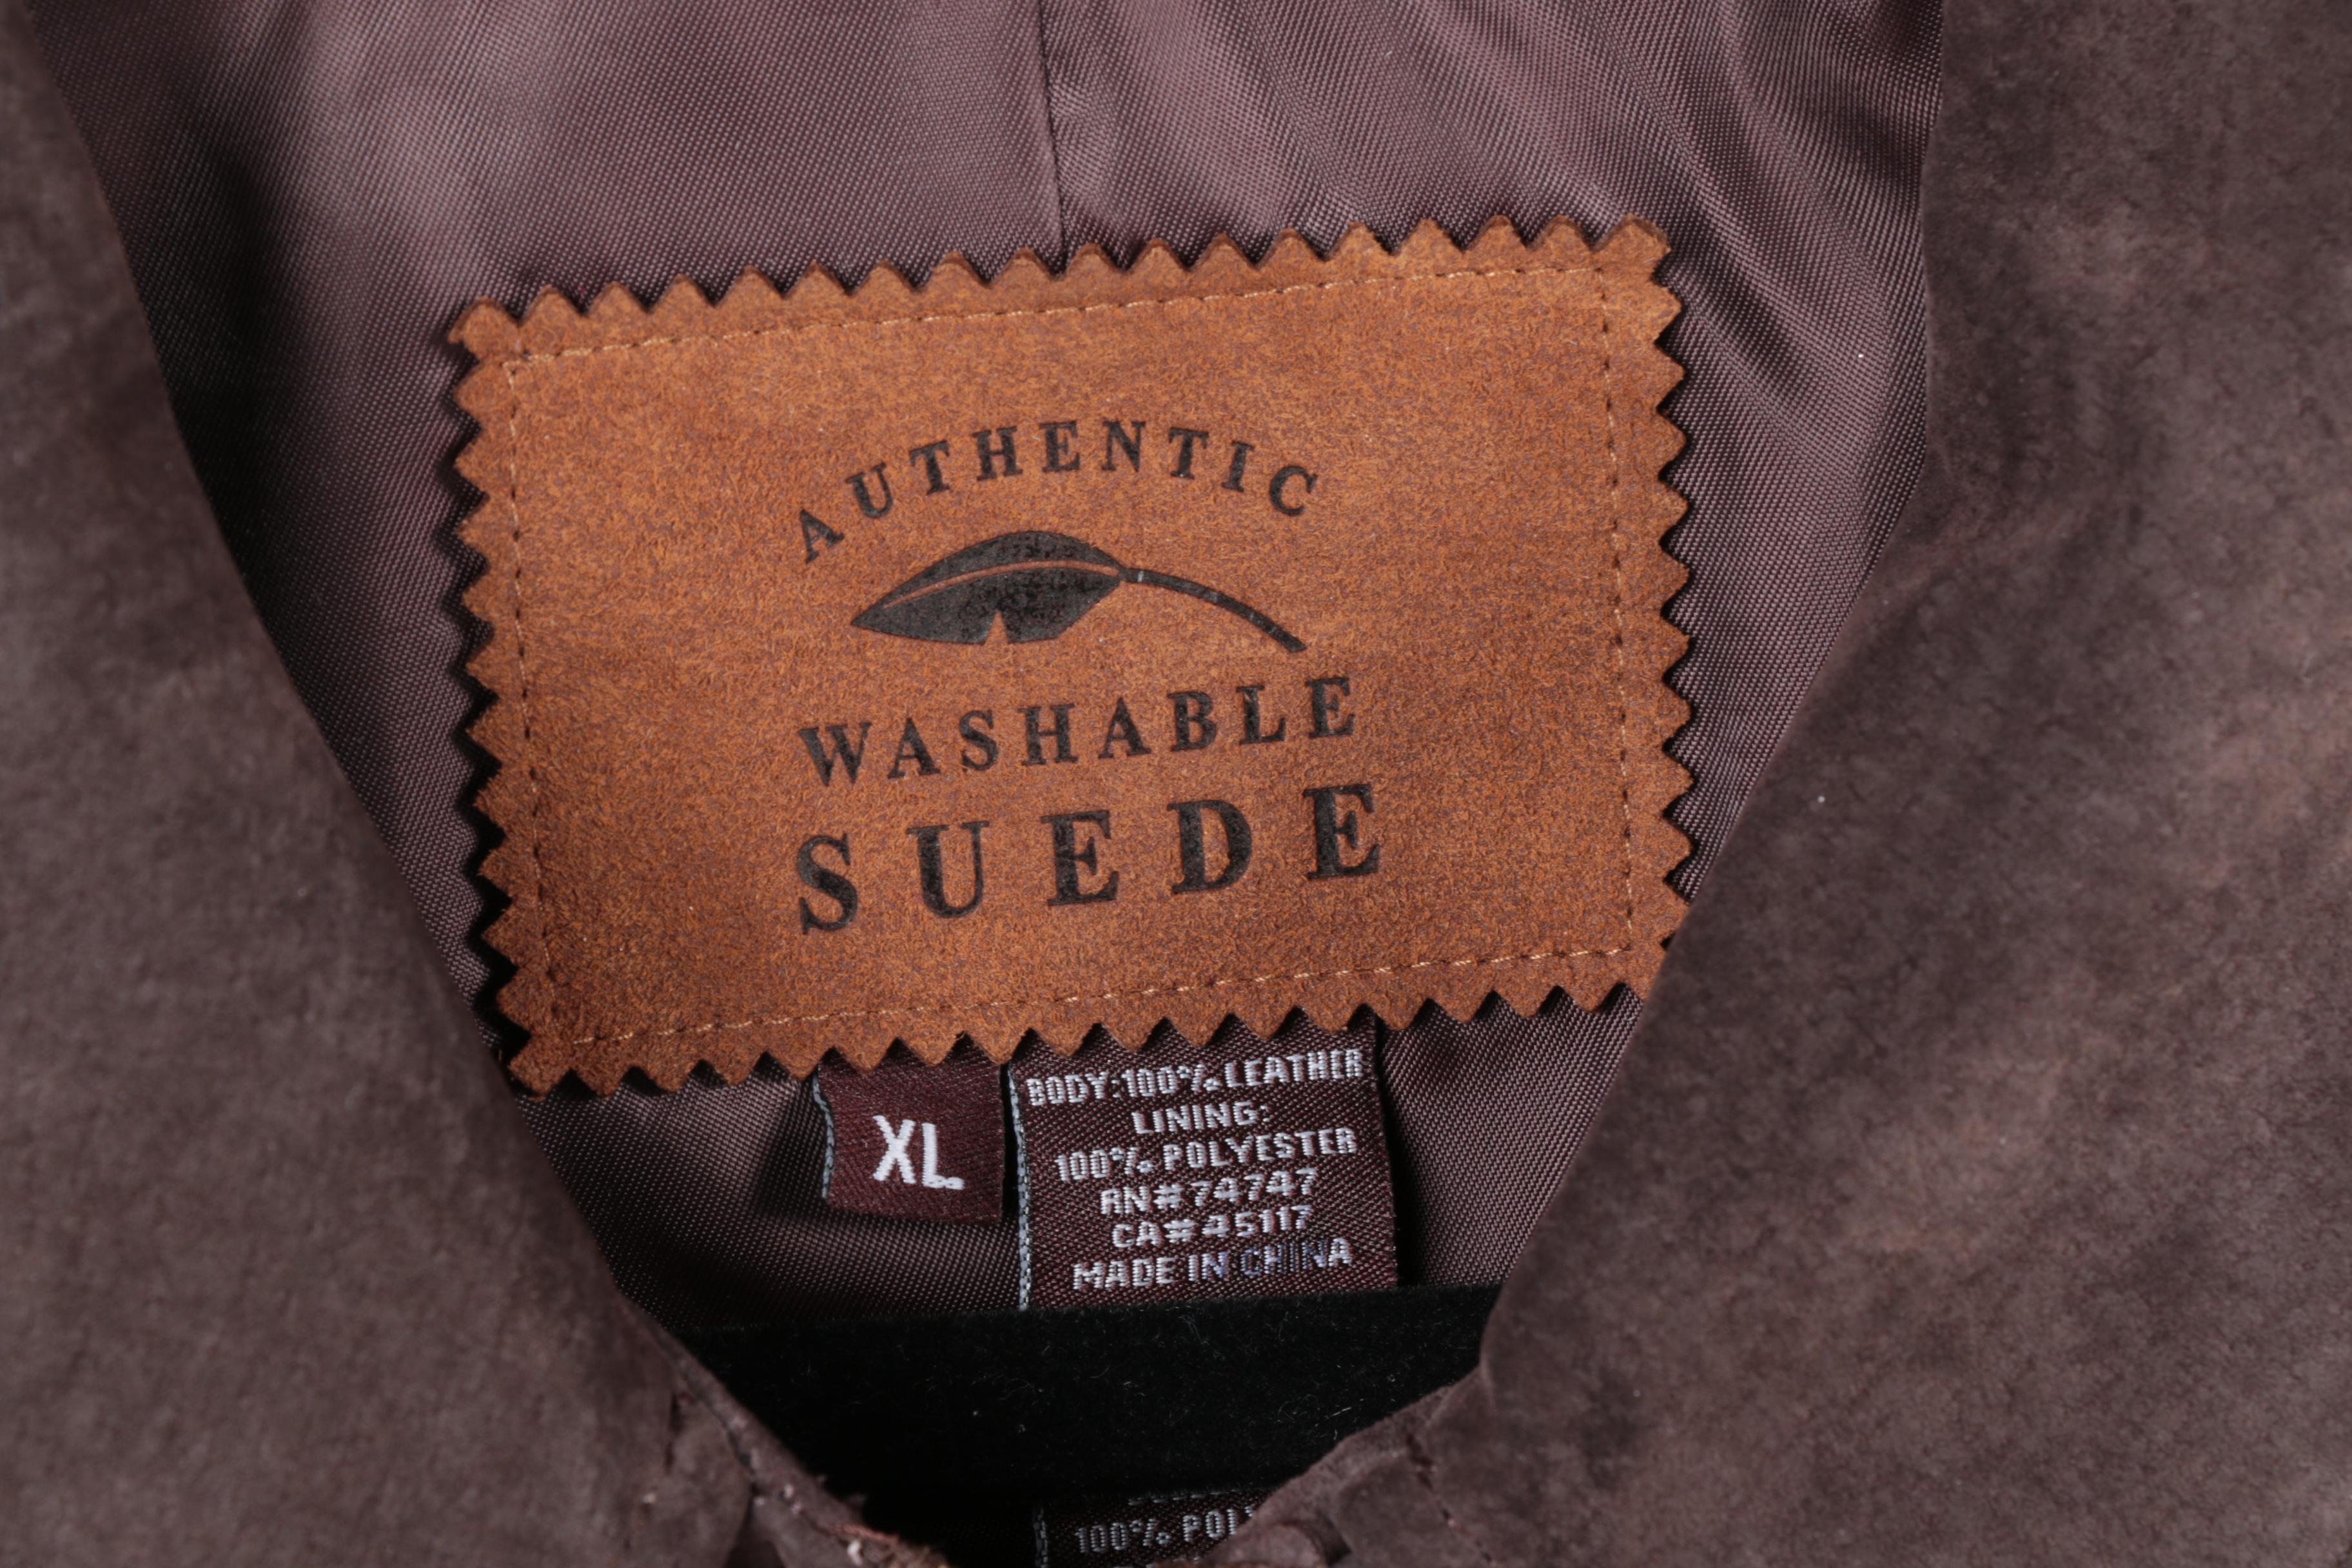 AUTHENTIC
WASHABLE
SUEDE
XL
BODY:100% LEATHER
LINING:
100% POLYESTER
RN#74747
CA#45117
MADE IN CHINA
100% POL